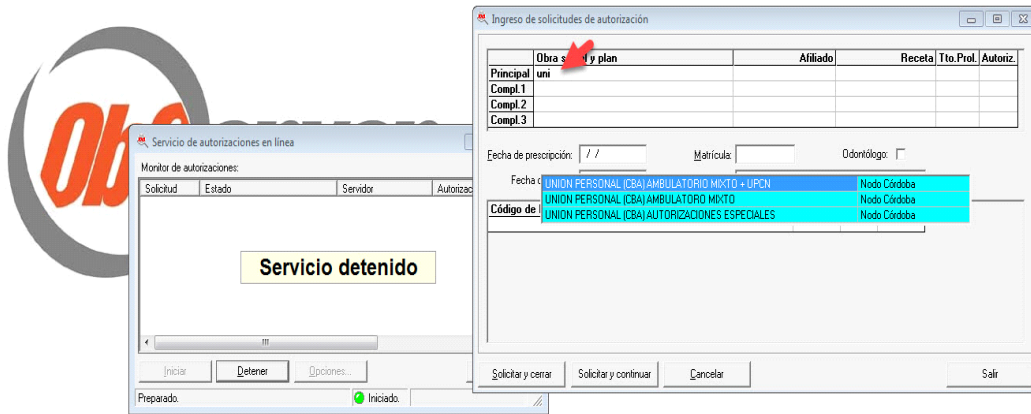 Ingreso de solicitudes de autorización
Obra s l y plan Afiliado Receta Tto.Prol. Autoriz.
Principal uni
Compl.1
Compl.2
Compl.3
Fecha de prescripción: / / Matrícula: Odontólogo:
Fecha
UNION PERSONAL (CBA) AMBULATORIO MIXTO + UPCN Nodo Córdoba
UNION PERSONAL (CBA) AMBULATORO MIXTO Nodo Córdoba
Código de
UNION PERSONAL (CBA) AUTORIZACIONES ESPECIALES Nodo Córdoba
Solicitar y cerrar Solicitar y continuar Cancelar Salir
Servicio de autorizaciones en línea
Monitor de autorizaciones:
Solicitud Estado Servidor Autorizac
Servicio detenido
Iniciar Detener Opciones...
Preparado. Iniciado.